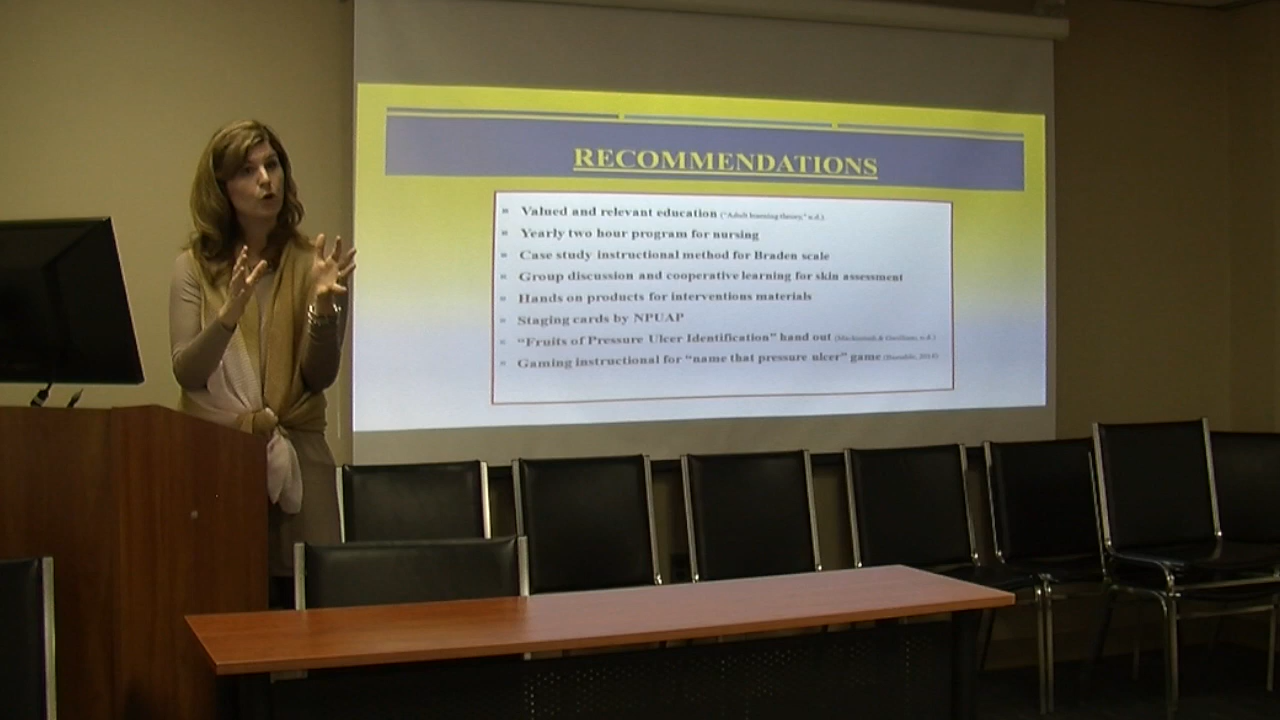 RECOMMENDATIONS
Valued and relevant education ("Adult learning theory," n.d.).
Yearly two hour program for nursing
Case study instructional method for Braden scale
Group discussion and cooperative learning for skin assessment
Hands on products for interventions materials
Staging cards by NPUAP
"Fruits of Pressure Ulcer Identification" hand out
Gaming instructional for "name that pressure ulcer" game